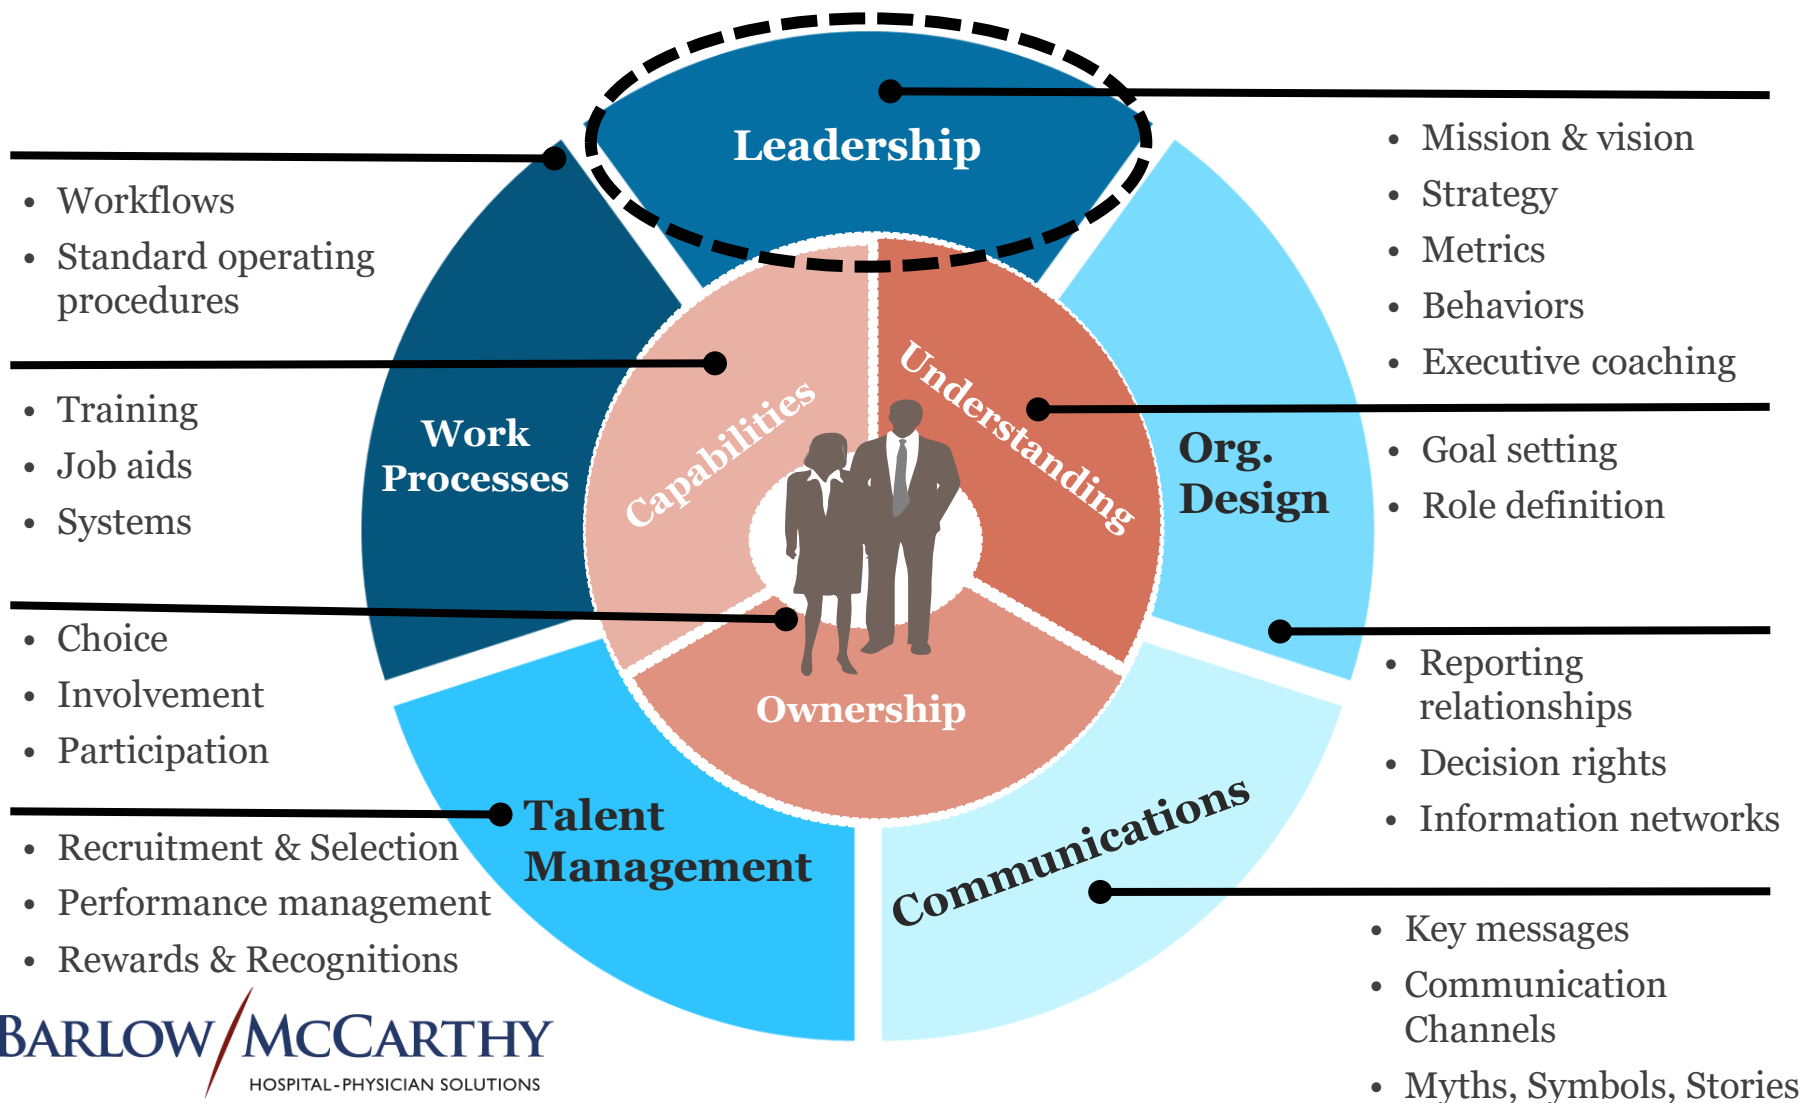 Leadership
• Mission & vision
• Strategy
• Metrics
• Behaviors
• Executive coaching
• Workflows
• Standard operating
procedures
• Training
• Job aids
• Systems
Work
Processes
Capabilities
Understanding
Org.
Design
• Goal setting
• Role definition
• Choice
• Involvement
• Participation
Ownership
• Reporting
relationships
• Decision rights
• Information networks
Talent
Management
• Recruitment & Selection
• Performance management
• Rewards & Recognitions
Communications
• Key messages
• Communication
Channels
• Myths, Symbols, Stories
BARLOW/MCCARTHY
HOSPITAL-PHYSICIAN SOLUTIONS